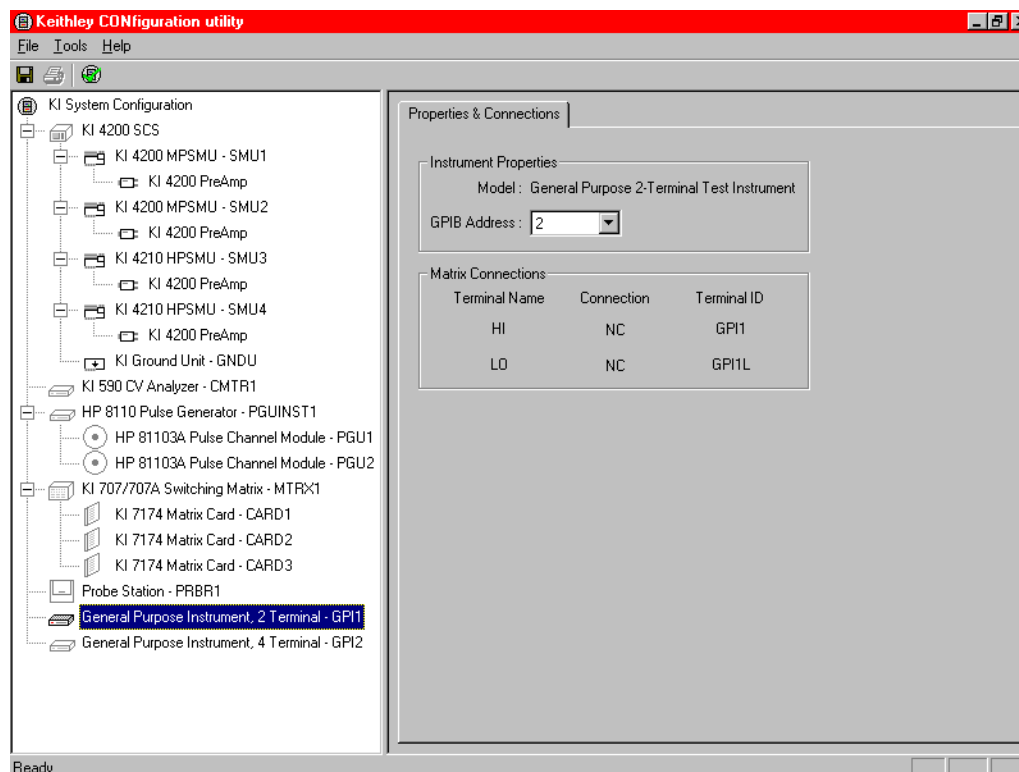 Keithley CONfiguration utility
File Tools Help
KI System Configuration
KI 4200 SCS
KI 4200 MPSMU - SMU1
KI 4200 PreAmp
KI 4200 MPSMU - SMU2
KI 4200 PreAmp
KI 4210 HPSMU - SMU3
KI 4200 PreAmp
KI 4210 HPSMU - SMU4
KI 4200 PreAmp
KI Ground Unit - GNDU
KI 590 CV Analyzer - CMTR1
HP 8110 Pulse Generator - PGUINST1
HP 81103A Pulse Channel Module - PGU1
HP 81103A Pulse Channel Module - PGU2
KI 707/707A Switching Matrix - MTRX1
KI 7174 Matrix Card - CARD1
KI 7174 Matrix Card - CARD2
KI 7174 Matrix Card - CARD3
Probe Station - PRBR1
General Purpose Instrument, 2 Terminal - GPI1
General Purpose Instrument, 4 Terminal - GPI2
Properties & Connections
Instrument Properties
Model : General Purpose 2-Terminal Test Instrument
GPIB Address : 2
Matrix Connections
Terminal Name Connection Terminal ID
HI NC GPI1
LO NC GPI1L
Ready